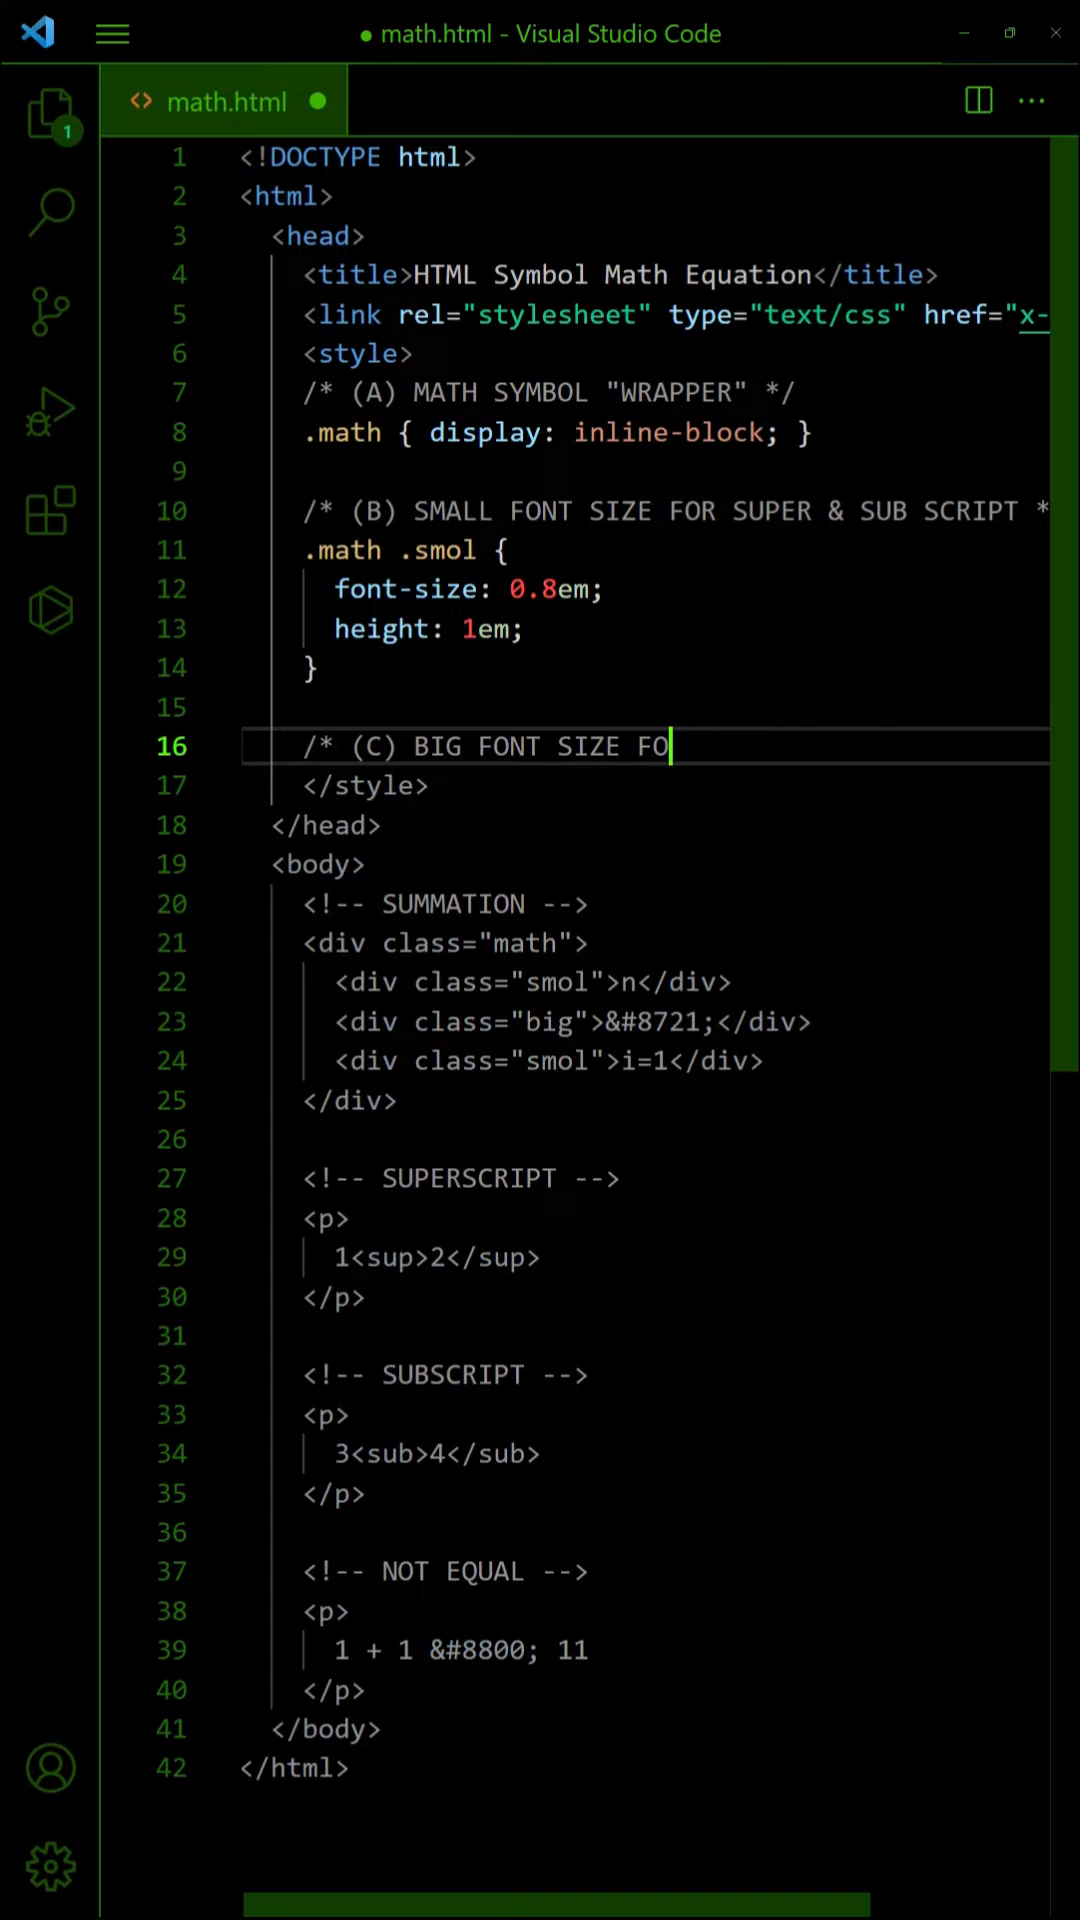 ● math.html - Visual Studio Code
<> math.html ●
1
1 <!DOCTYPE html>
2 <html>
3 <head>
4 <title>HTML Symbol Math Equation</title>
5 <link rel="stylesheet" type="text/css" href="x-
6 <style>
7 /* (A) MATH SYMBOL "WRAPPER" */
8 .math { display: inline-block; }
9
10 /* (B) SMALL FONT SIZE FOR SUPER & SUB SCRIPT *
11 .math .smol {
12 font-size: 0.8em;
13 height: 1em;
14 }
15
16 /* (C) BIG FONT SIZE FO
17 </style>
18 </head>
19 <body>
20 <!-- SUMMATION -->
21 <div class="math">
22 <div class="smol">n</div>
23 <div class="big">&#8721;</div>
24 <div class="smol">i=1</div>
25 </div>
26
27 <!-- SUPERSCRIPT -->
28 <p>
29 1<sup>2</sup>
30 </p>
31
32 <!-- SUBSCRIPT -->
33 <p>
34 3<sub>4</sub>
35 </p>
36
37 <!-- NOT EQUAL -->
38 <p>
39 1 + 1 &#8800; 11
40 </p>
41 </body>
42 </html>